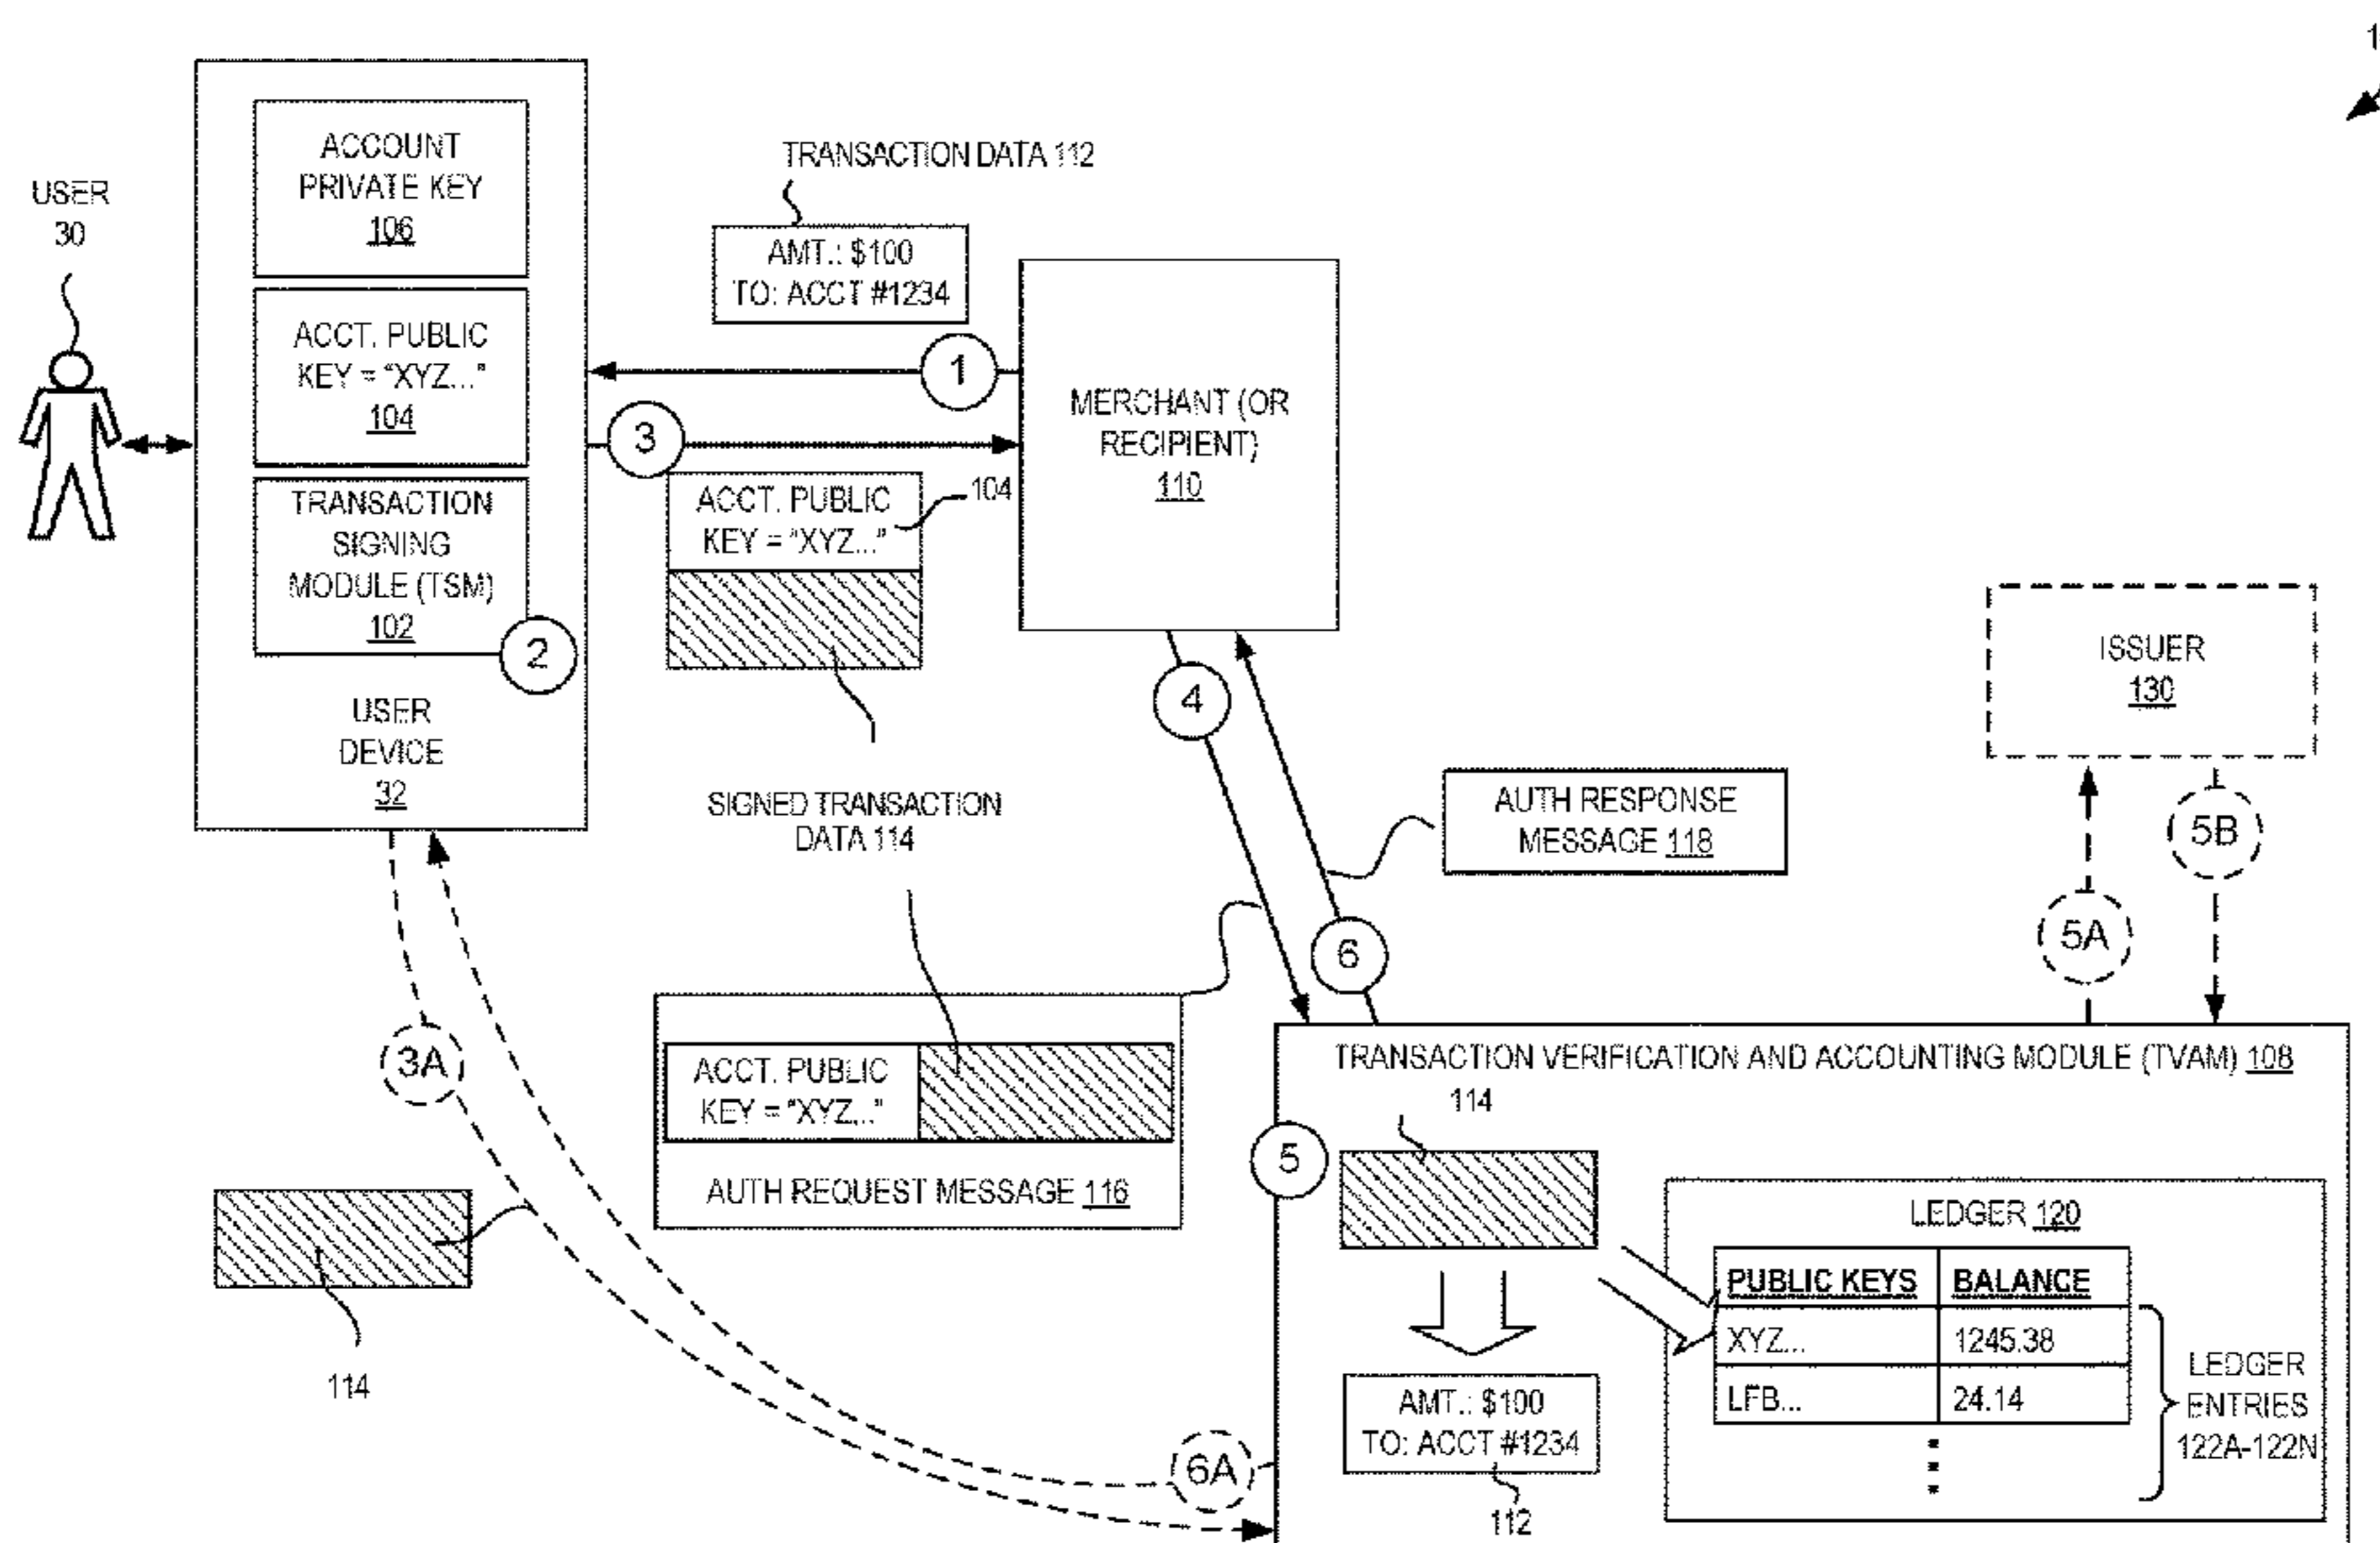 1
USER
30
ACCOUNT
PRIVATE KEY
106
ACCT. PUBLIC
KEY = "XYZ..."
104
TRANSACTION
SIGNING
MODULE (TSM)
102
2
USER
DEVICE
32
TRANSACTION DATA 112
AMT.: $100
TO: ACCT #1234
1
3
ACCT. PUBLIC
KEY = "XYZ..."
104
MERCHANT (OR
RECIPIENT)
110
SIGNED TRANSACTION
DATA 114
4
6
AUTH RESPONSE
MESSAGE 118
ISSUER
130
5A
5B
3A
114
ACCT. PUBLIC
KEY = "XYZ..."
AUTH REQUEST MESSAGE 116
6A
TRANSACTION VERIFICATION AND ACCOUNTING MODULE (TVAM) 108
5
114
AMT.: $100
TO: ACCT #1234
112
LEDGER 120
PUBLIC KEYS BALANCE
XYZ... 1245.38
LFB... 24.14
LEDGER
ENTRIES
122A-122N